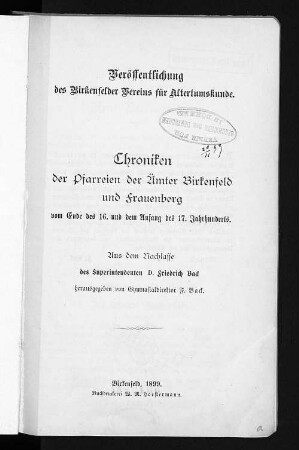 Veröffentlichung
des Birkenfelder Vereins für Altertumskunde.
Chroniken
der Pfarreien der Ämter Birkenfeld
und Frauenberg
vom Ende des 16. und dem Anfang des 17. Jahrhunderts.
Aus dem Nachlasse
des Superintendenten D. Friedrich Back
herausgegeben von Gymnasialdirektor F. Back.
Birkenfeld, 1899.
Buchdruckerei